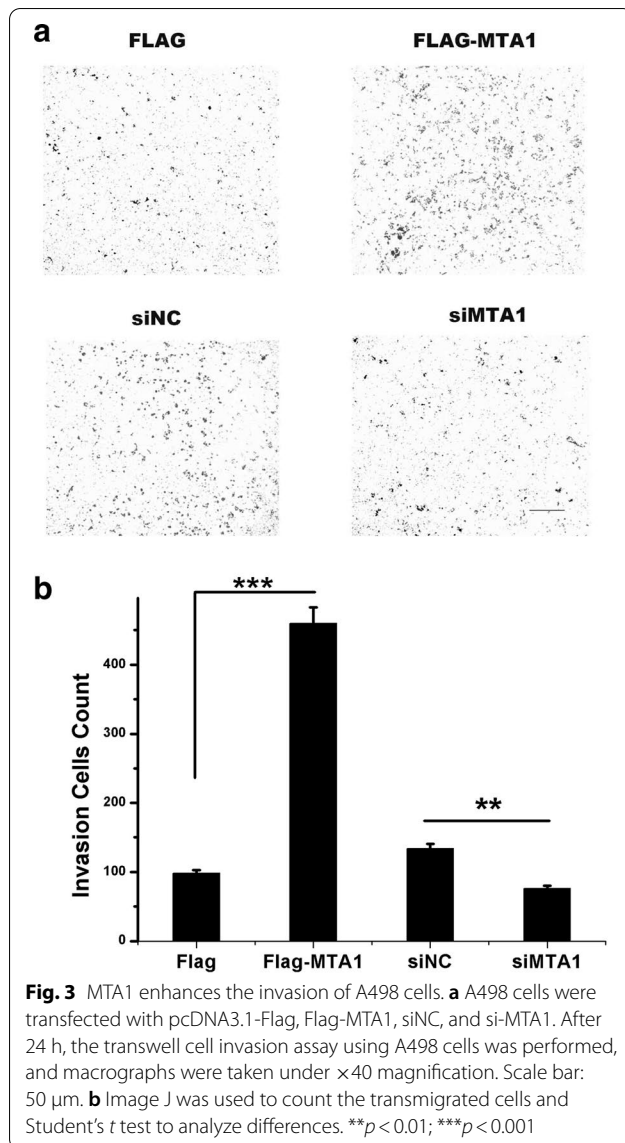 a
FLAG
FLAG-MTA1
siNC
siMTA1
b
***
400
300
**
200
100
0
Invasion Cells Count
Flag
Flag-MTA1
siNC
siMTA1
Fig. 3 MTA1 enhances the invasion of A498 cells. a A498 cells were
transfected with pcDNA3.1-Flag, Flag-MTA1, siNC, and si-MTA1. After
24 h, the transwell cell invasion assay using A498 cells was performed,
and macrographs were taken under ×40 magnification. Scale bar:
50 μm. b Image J was used to count the transmigrated cells and
Student’s t test to analyze differences. **p < 0.01; ***p < 0.001